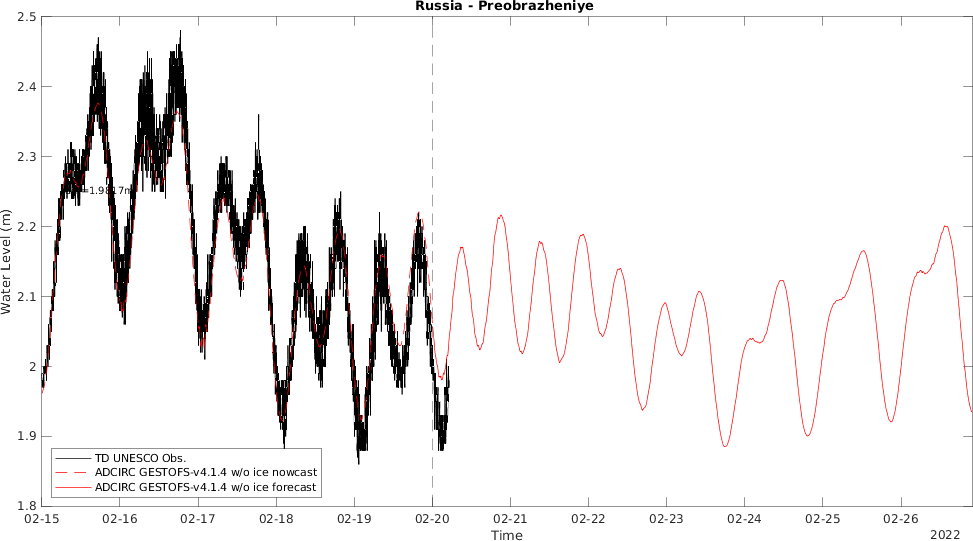 Russia - Preobrazheniye
2.5
2.4
2.3
2.2
2.1
2
1.9
1.8
Water Level (m)
=1.9817m
TD UNESCO Obs.
ADCIRC GESTOFS-v4.1.4 w/o ice nowcast
ADCIRC GESTOFS-v4.1.4 w/o ice forecast
02-15 02-16 02-17 02-18 02-19 02-20 02-21 02-22 02-23 02-24 02-25 02-26
Time
2022